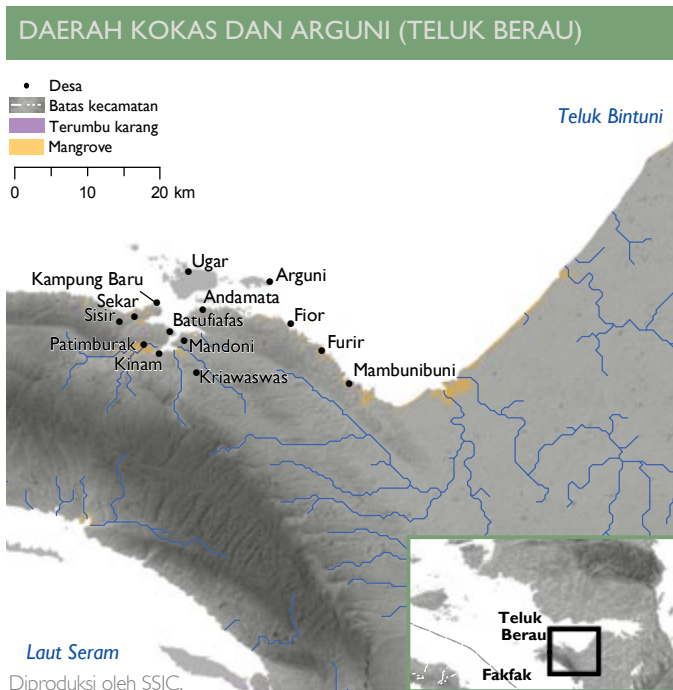 DAERAH KOKAS DAN ARGUNI (TELUK BERAU)
Desa
Batas kecamatan
Terumbu karang
Mangrove
0 10 20 km
Teluk Bintuni
Ugar
Arguni
Kampung Baru
Andamata
Sekar
Sisir
Batufiafas
Fior
Patimburak
Mandoni
Furir
Kinam
Kriawaswas
Mambunibuni
Teluk
Berau
Fakfak
Laut Seram
Diproduksi oleh SSIC.